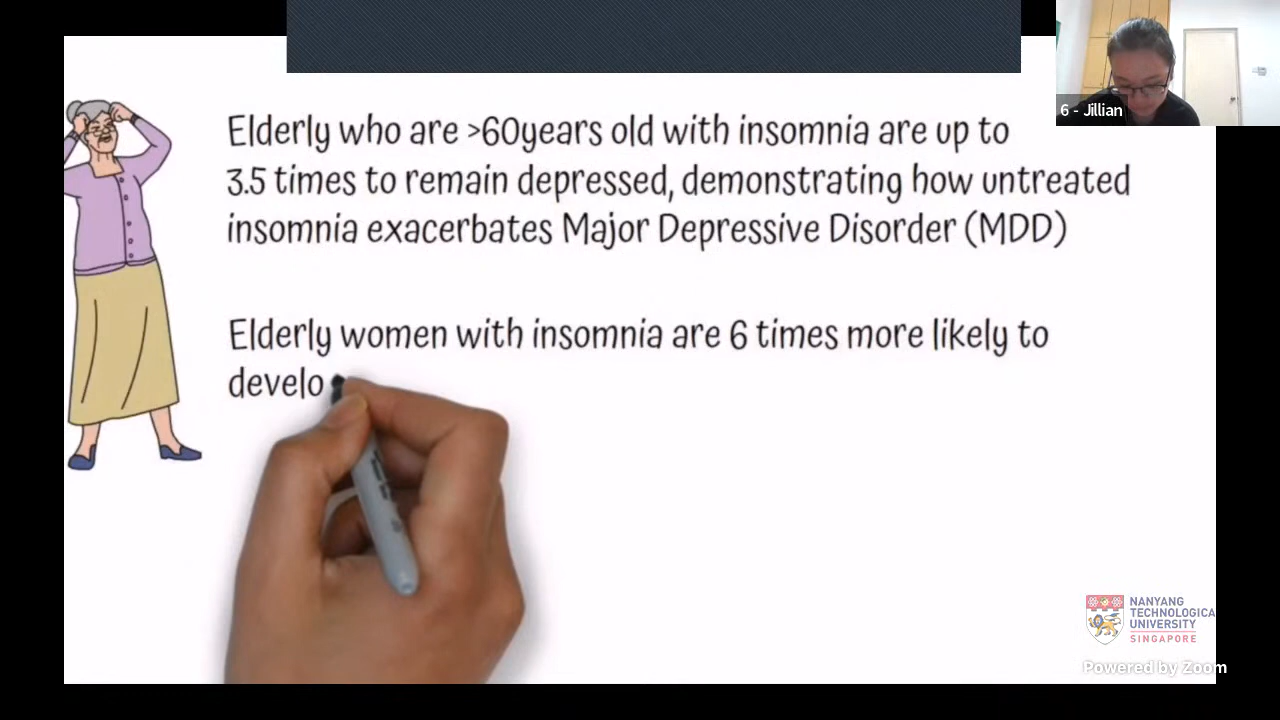 6 - Jillian
Elderly who are >60years old with insomnia are up to
3.5 times to remain depressed, demonstrating how untreated
insomnia exacerbates Major Depressive Disorder (MDD)
Elderly women with insomnia are 6 times more likely to
develo
NANYANG
TECHNOLOGICA
UNIVERSITY
SINGAPORE
Powered by Zoom